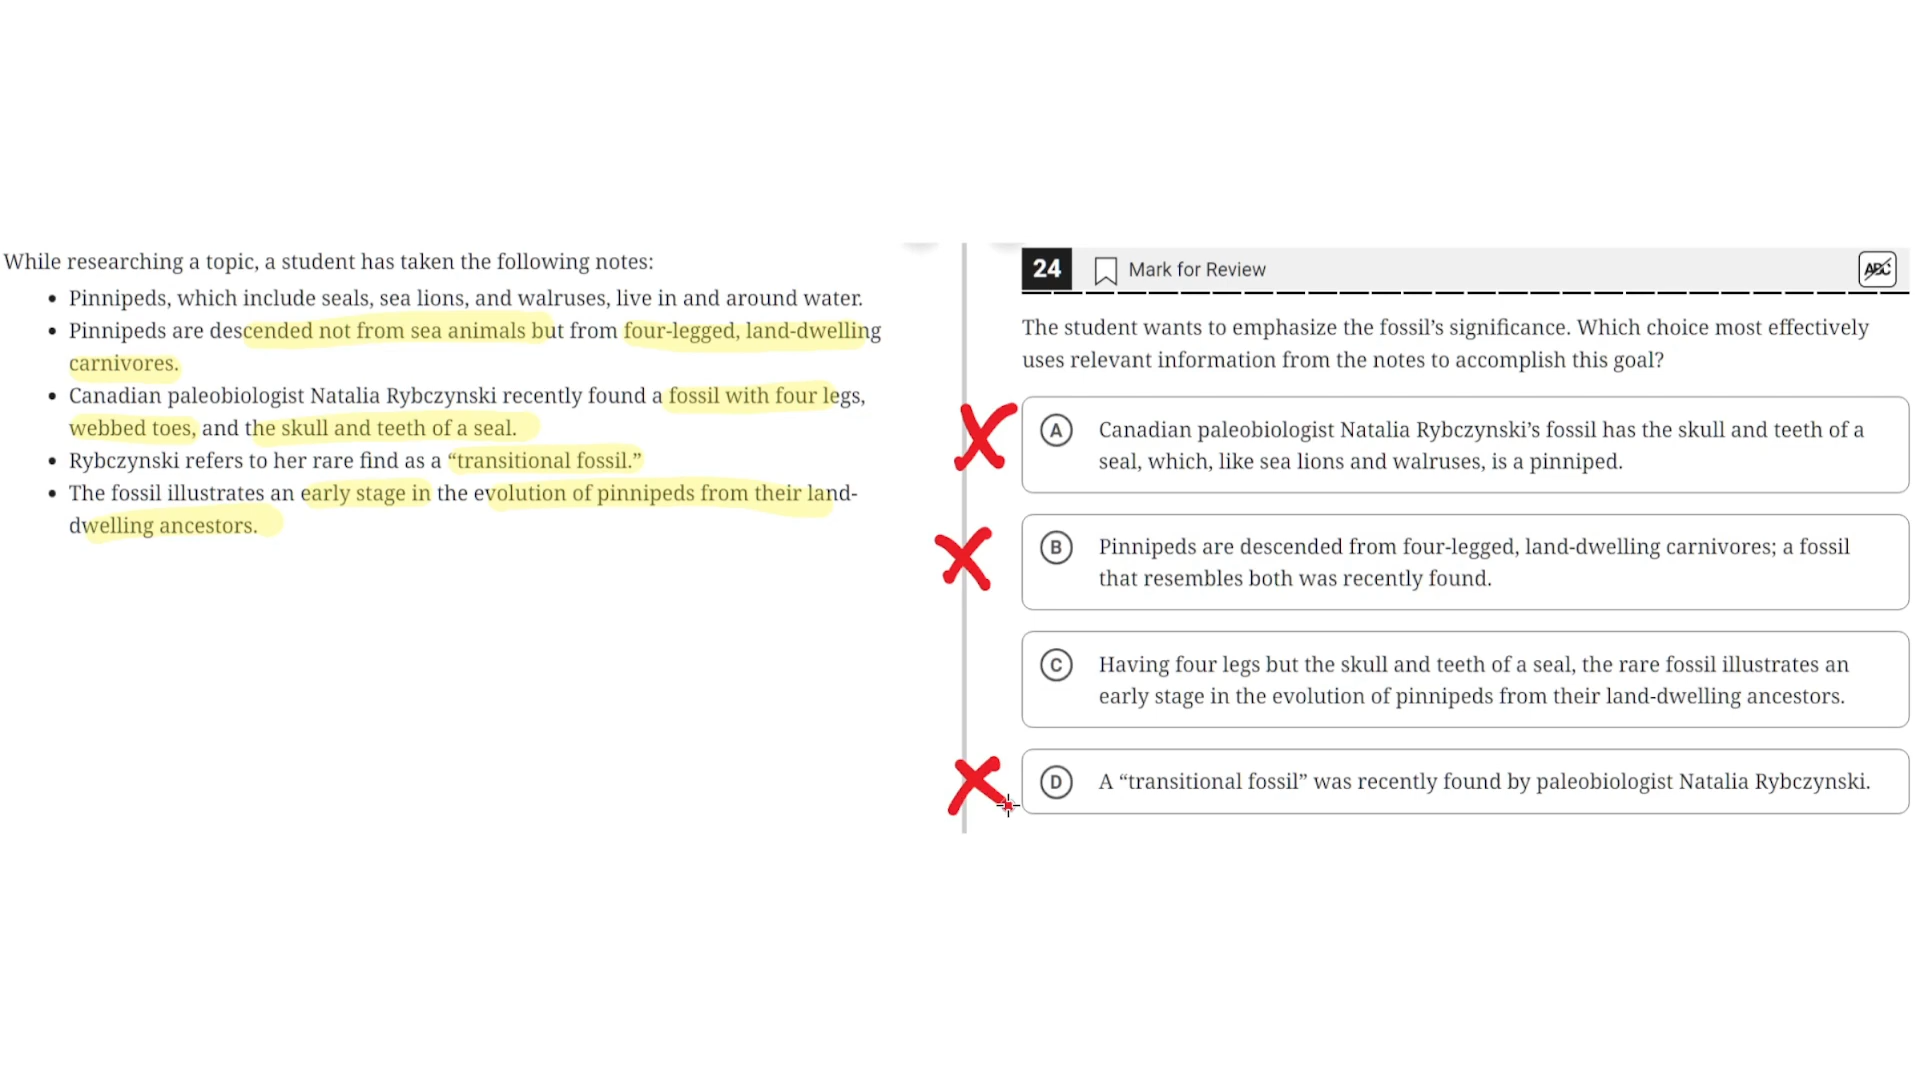 While researching a topic, a student has taken the following notes:
• Pinnipeds, which include seals, sea lions, and walruses, live in and around water.
• Pinnipeds are descended not from sea animals but from four-legged, land-dwelling
carnivores.
• Canadian paleobiologist Natalia Rybczynski recently found a fossil with four legs,
webbed toes, and the skull and teeth of a seal.
• Rybczynski refers to her rare find as a “transitional fossil.”
• The fossil illustrates an early stage in the evolution of pinnipeds from their land-
dwelling ancestors.
24 Mark for Review ABC
The student wants to emphasize the fossil’s significance. Which choice most effectively
uses relevant information from the notes to accomplish this goal?
A Canadian paleobiologist Natalia Rybczynski’s fossil has the skull and teeth of a
seal, which, like sea lions and walruses, is a pinniped.
B Pinnipeds are descended from four-legged, land-dwelling carnivores; a fossil
that resembles both was recently found.
C Having four legs but the skull and teeth of a seal, the rare fossil illustrates an
early stage in the evolution of pinnipeds from their land-dwelling ancestors.
D A “transitional fossil” was recently found by paleobiologist Natalia Rybczynski.